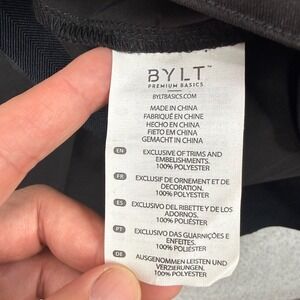 BYLT™
PREMIUM BASICS
BYLTBASICS.COM
MADE IN CHINA
FABRIQUÉ EN CHINE
HECHO EN CHINA
FIETO EM CHINA
GEMACHT IN CHINA
EN EXCLUSIVE OF TRIMS AND
EMBELISHMENTS.
100% POLYESTER
FR EXCLUSIF DE ORNEMENT ET DE
DECORATION.
100% POLYESTER
ES EXCLUSIVO DEL RIBETTE Y DE LOS
ADORNOS.
100% POLIÉSTER
PT EXCLUSIVO DAS GUARNIÇÕES E
ENFEITES.
100% POLIÉSTER
DE AUSGENOMMEN LEISTEN UND
VERZIERUNGEN.
100% POLYESTER